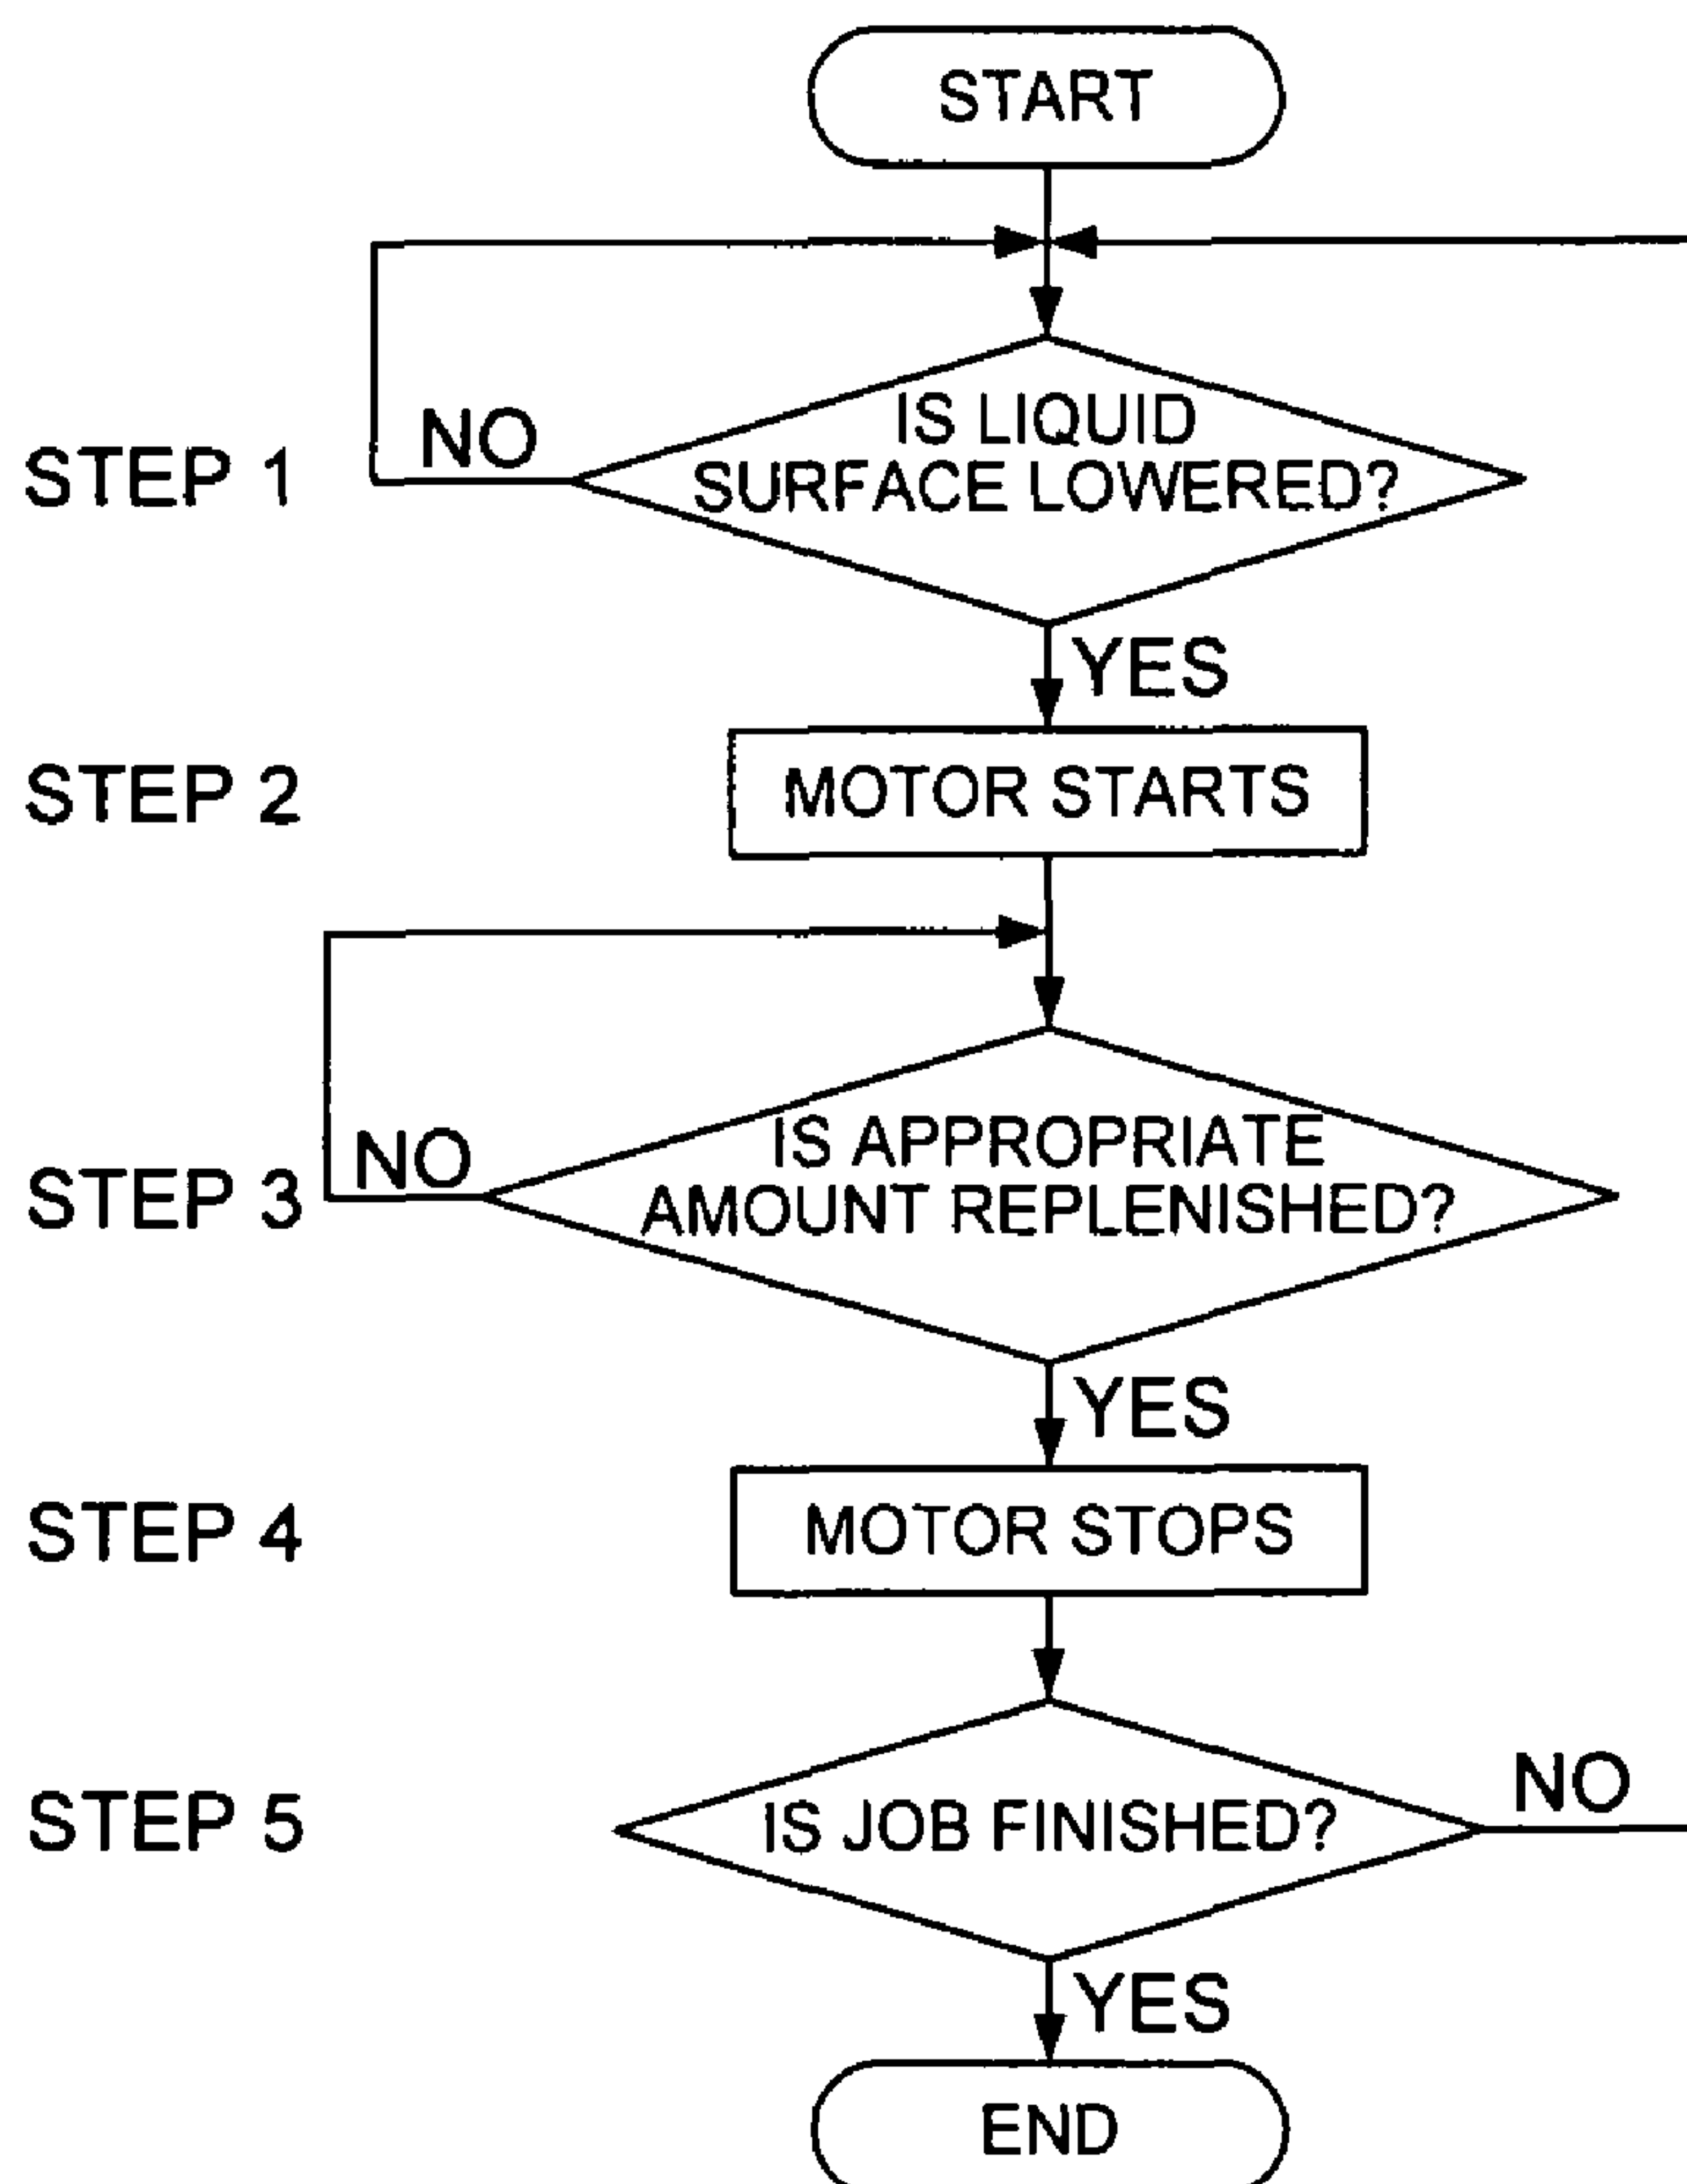 START
NO
IS LIQUID
STEP 1
SURFACE LOWERED?
YES
STEP 2
MOTOR STARTS
NO
IS APPROPRIATE
STEP 3
AMOUNT REPLENISHED?
YES
STEP 4
MOTOR STOPS
NO
STEP 5
IS JOB FINISHED?
YES
END